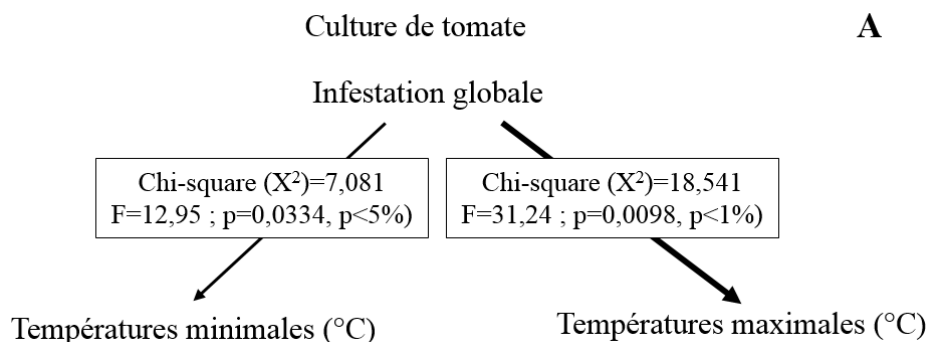 Culture de tomate
A
Infestation globale
Chi-square (X²)=7,081
F=12,95 ; p=0,0334, p<5%)
Chi-square (X²)=18,541
F=31,24 ; p=0,0098, p<1%)
Températures minimales (°C)
Températures maximales (°C)